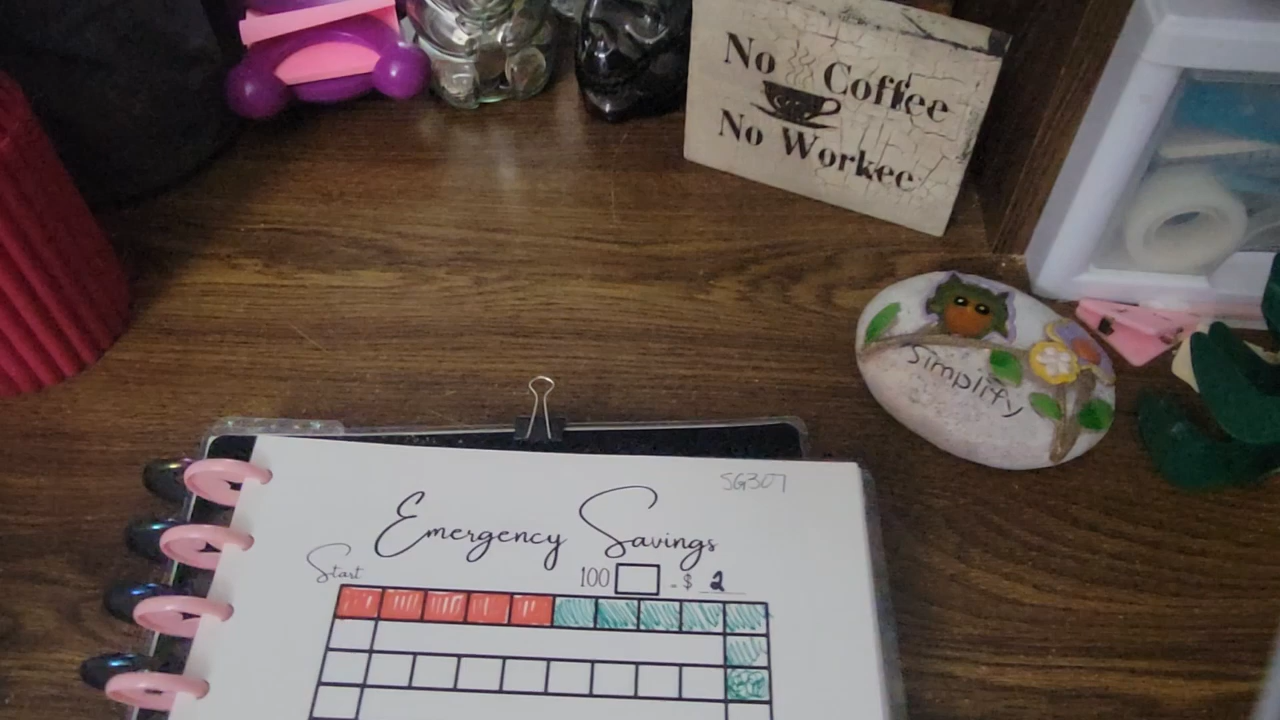 No Coffee
No Workee
Simplify
SG307
Emergency Savings
Start
100 - $ 2